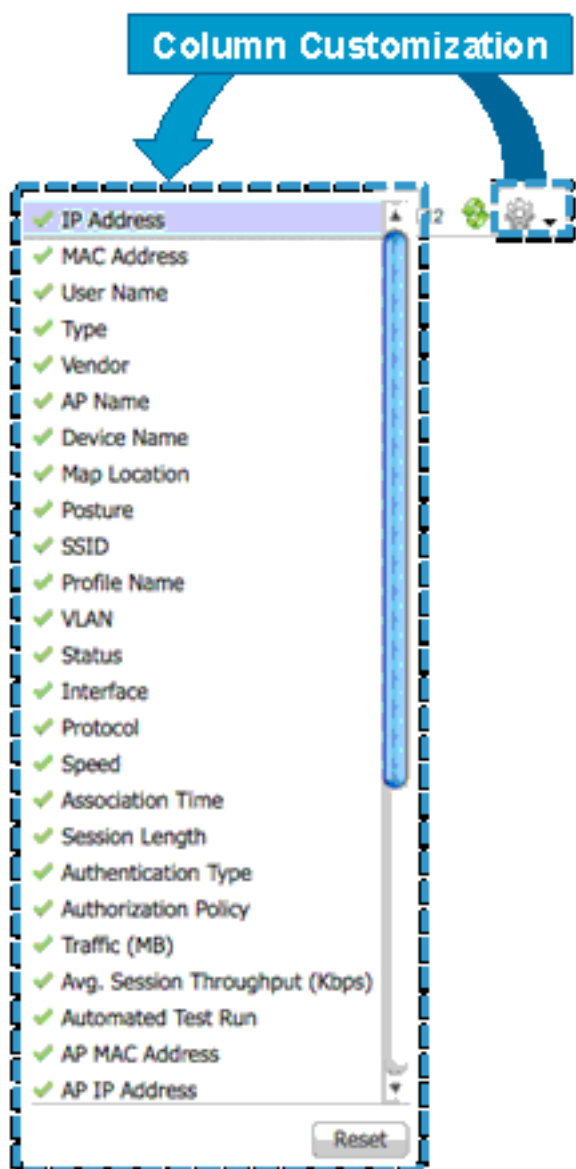 Column Customization
IP Address
MAC Address
User Name
Type
Vendor
AP Name
Device Name
Map Location
Posture
SSID
Profile Name
VLAN
Status
Interface
Protocol
Speed
Association Time
Session Length
Authentication Type
Authorization Policy
Traffic (MB)
Avg. Session Throughput (Kbps)
Automated Test Run
AP MAC Address
AP IP Address
Reset